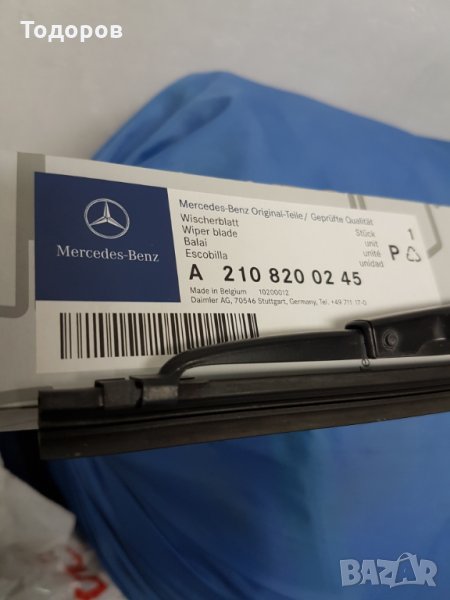 Тодоров
Mercedes-Benz Original-Teile / Geprüfte Qualität
Wischerblatt Stück 1
Wiper blade unit
Balai unité P
Escobilla unidad
Mercedes-Benz
A 210 820 02 45
Made in Belgium 10200012
Daimler AG, 70546 Stuttgart, Germany, Tel. +49 711 17-0
BAZAR